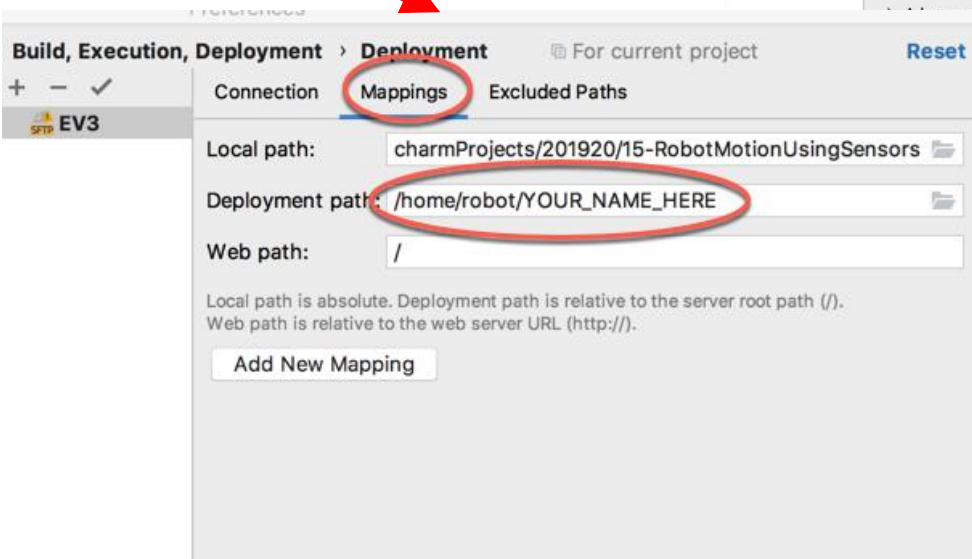 Preferences
Build, Execution, Deployment › Deployment For current project Reset
+ − ✓ Connection Mappings Excluded Paths
SFTP EV3
Local path: charmProjects/201920/15-RobotMotionUsingSensors
Deployment path: /home/robot/YOUR_NAME_HERE
Web path: /
Local path is absolute. Deployment path is relative to the server root path (/).
Web path is relative to the web server URL (http://).
Add New Mapping